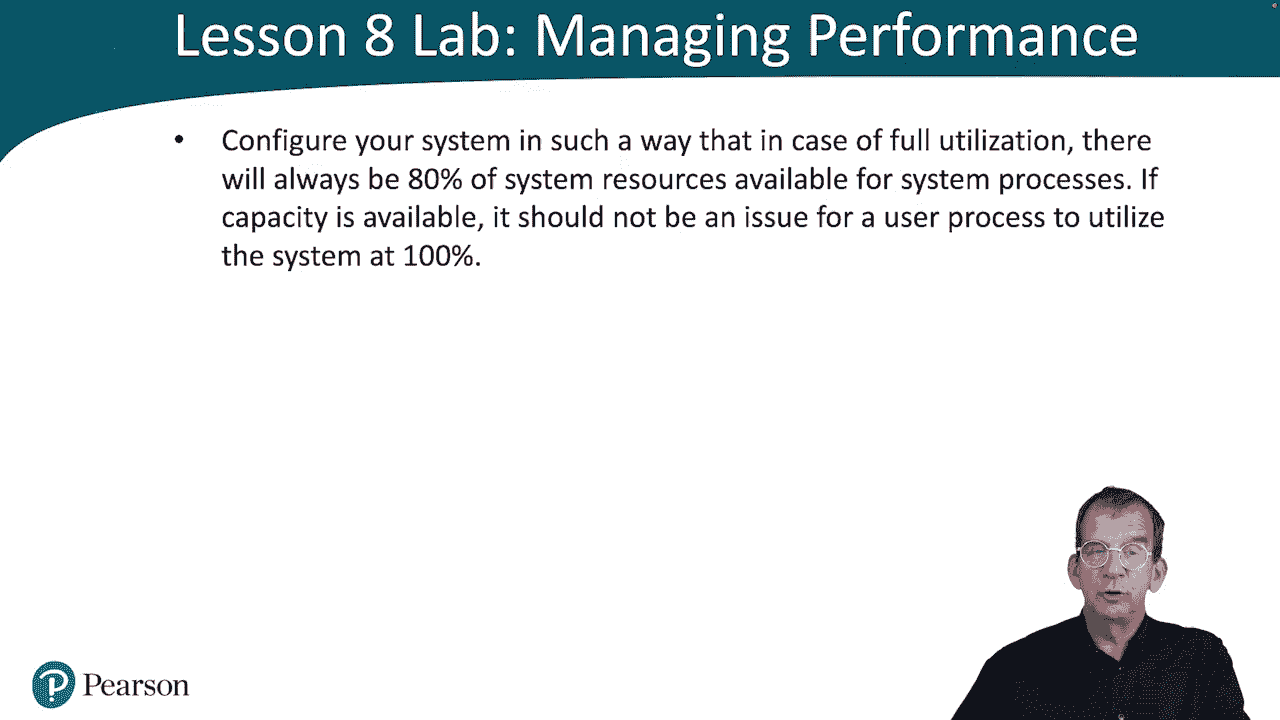 Lesson 8 Lab: Managing Performance
• Configure your system in such a way that in case of full utilization, there
will always be 80% of system resources available for system processes. If
capacity is available, it should not be an issue for a user process to utilize
the system at 100%.
Pearson